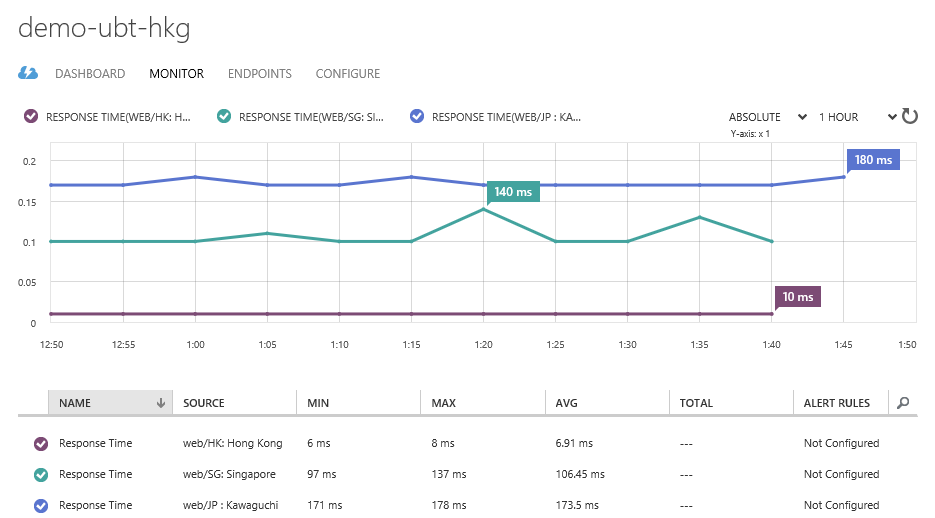 demo-ubt-hkg
DASHBOARD MONITOR ENDPOINTS CONFIGURE
RESPONSE TIME(WEB/HK: H... RESPONSE TIME(WEB/SG: SI... RESPONSE TIME(WEB/JP : KA... ABSOLUTE 1 HOUR
Y-axis: x 1
0.2 180 ms
0.15 140 ms
0.1
0.05
0 10 ms
12:50 12:55 1:00 1:05 1:10 1:15 1:20 1:25 1:30 1:35 1:40 1:45 1:50
NAME SOURCE MIN MAX AVG TOTAL ALERT RULES
Response Time web/HK: Hong Kong 6 ms 8 ms 6.91 ms --- Not Configured
Response Time web/SG: Singapore 97 ms 137 ms 106.45 ms --- Not Configured
Response Time web/JP : Kawaguchi 171 ms 178 ms 173.5 ms --- Not Configured